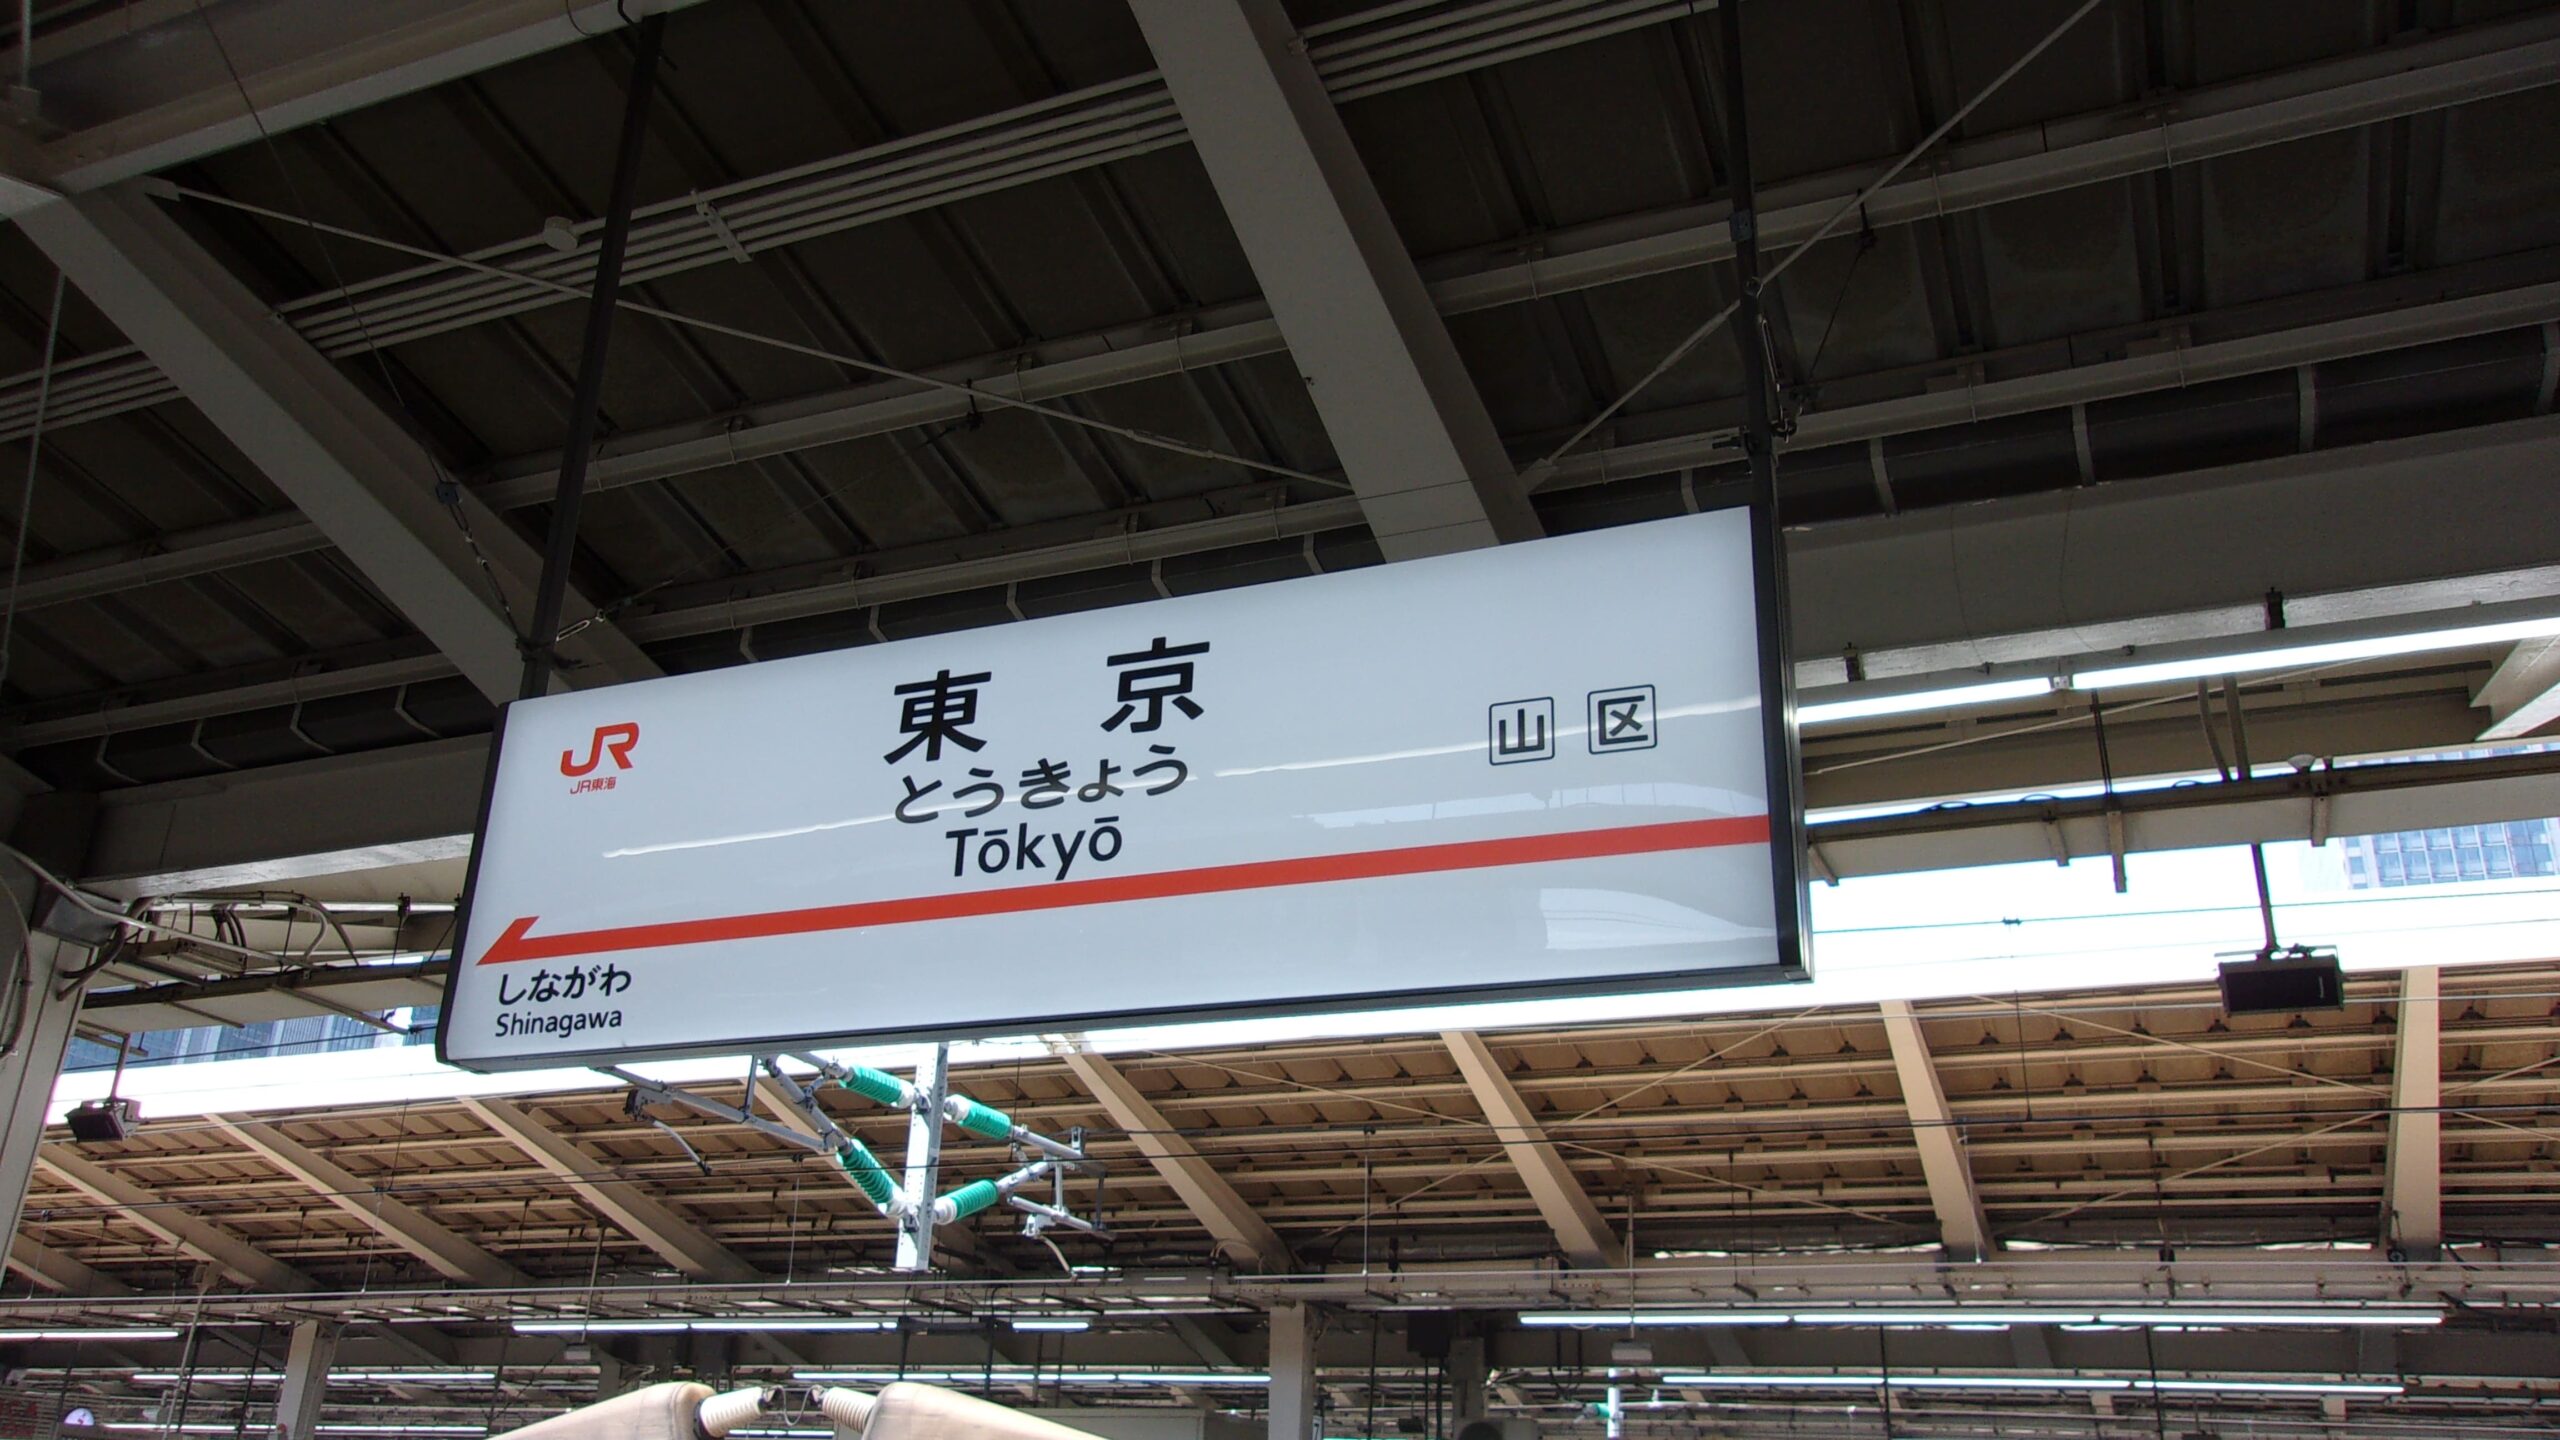 JR
JR東海
東京
山 区
とうきょう
Tōkyō
しながわ
Shinagawa